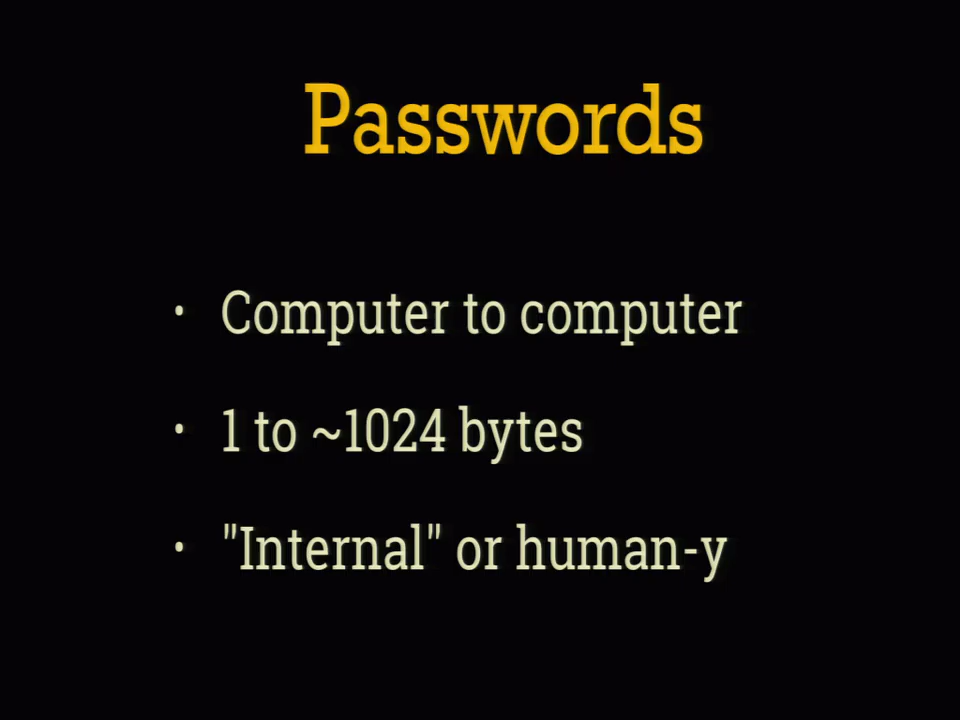 Passwords
• Computer to computer
• 1 to ~1024 bytes
• "Internal" or human-y